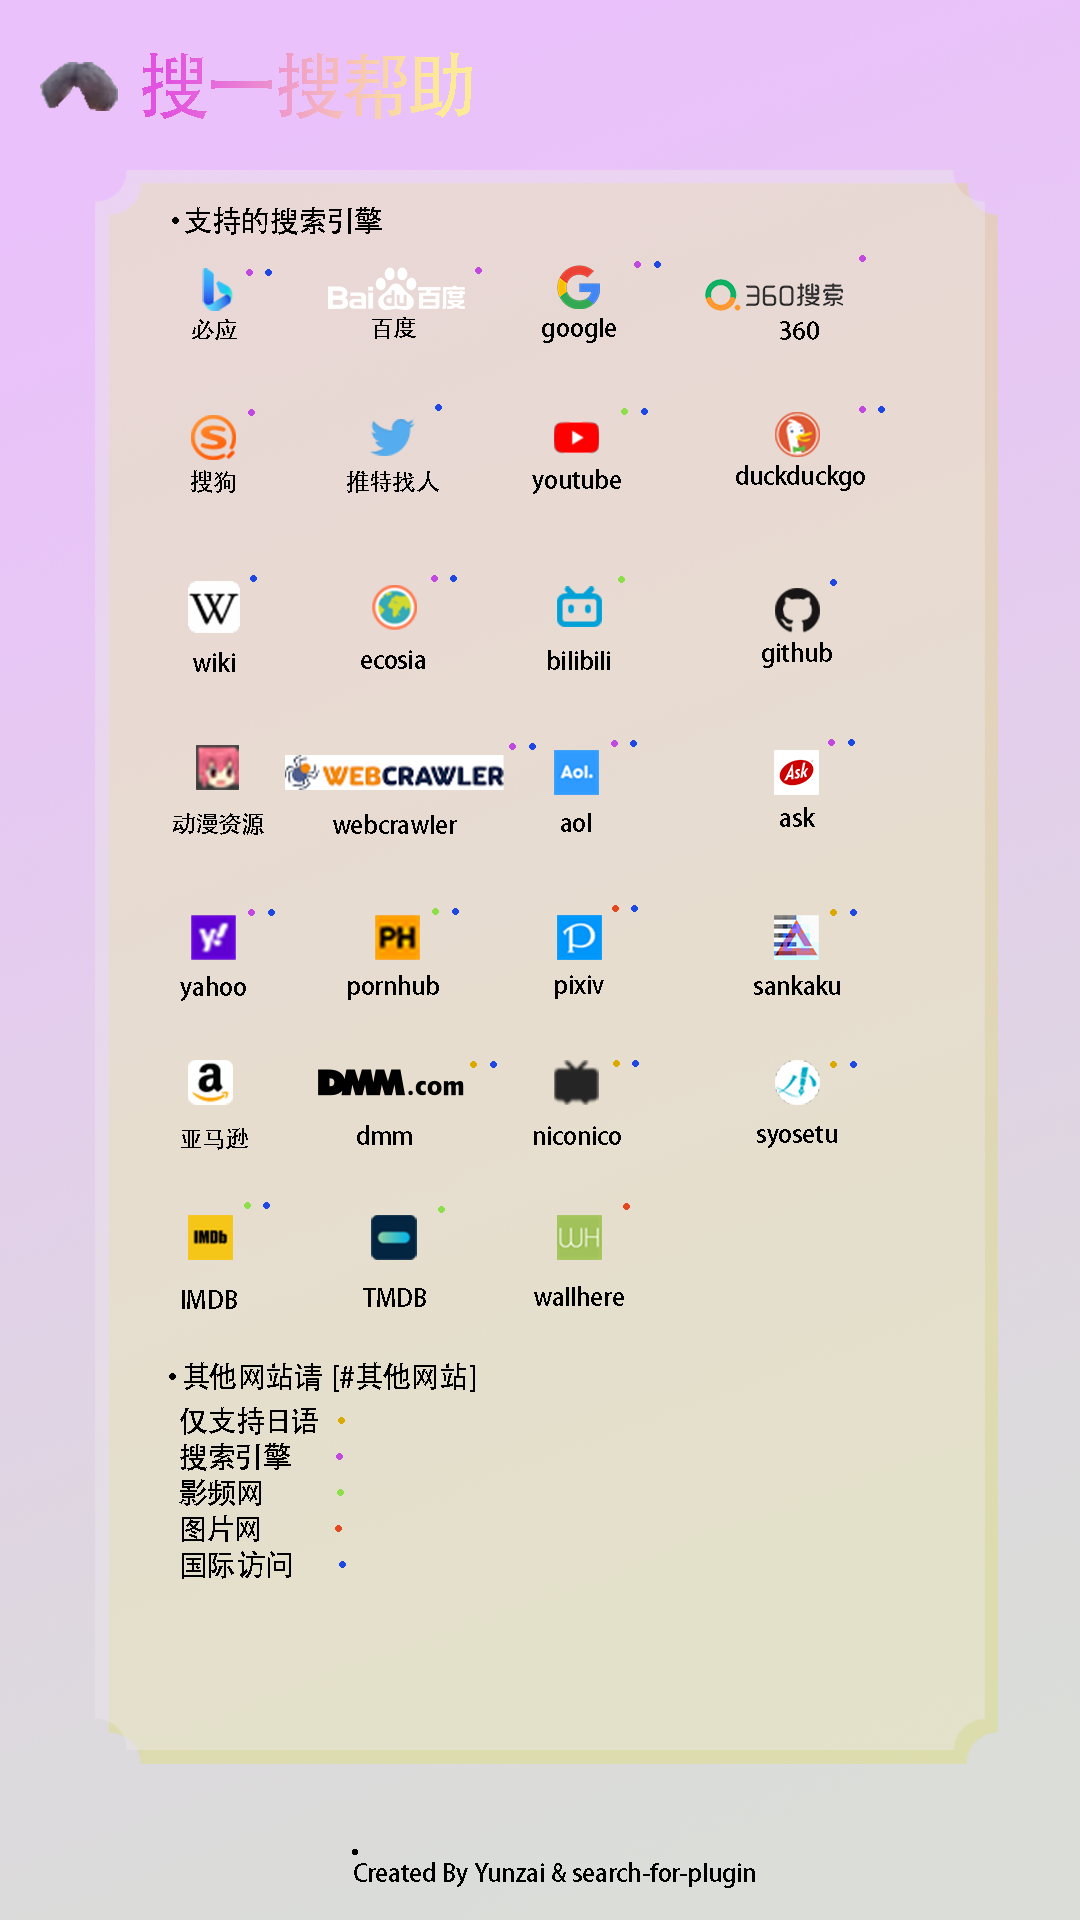 搜一搜帮助
•支持的搜索引擎
Bai du 百度 360搜索
必应 百度 google 360
搜狗 推特找人 youtube duckduckgo
W
wiki ecosia bilibili github
WEBCRAWLER Aol. Ask
动漫资源 webcrawler aol ask
y! PH P
yahoo pornhub pixiv sankaku
a DMM.com 小
亚马逊 dmm niconico syosetu
IMDb WH
IMDB TMDB wallhere
•其他网站请 [#其他网站]
仅支持日语
搜索引擎
影频网
图片网
国际访问
Created By Yunzai & search-for-plugin